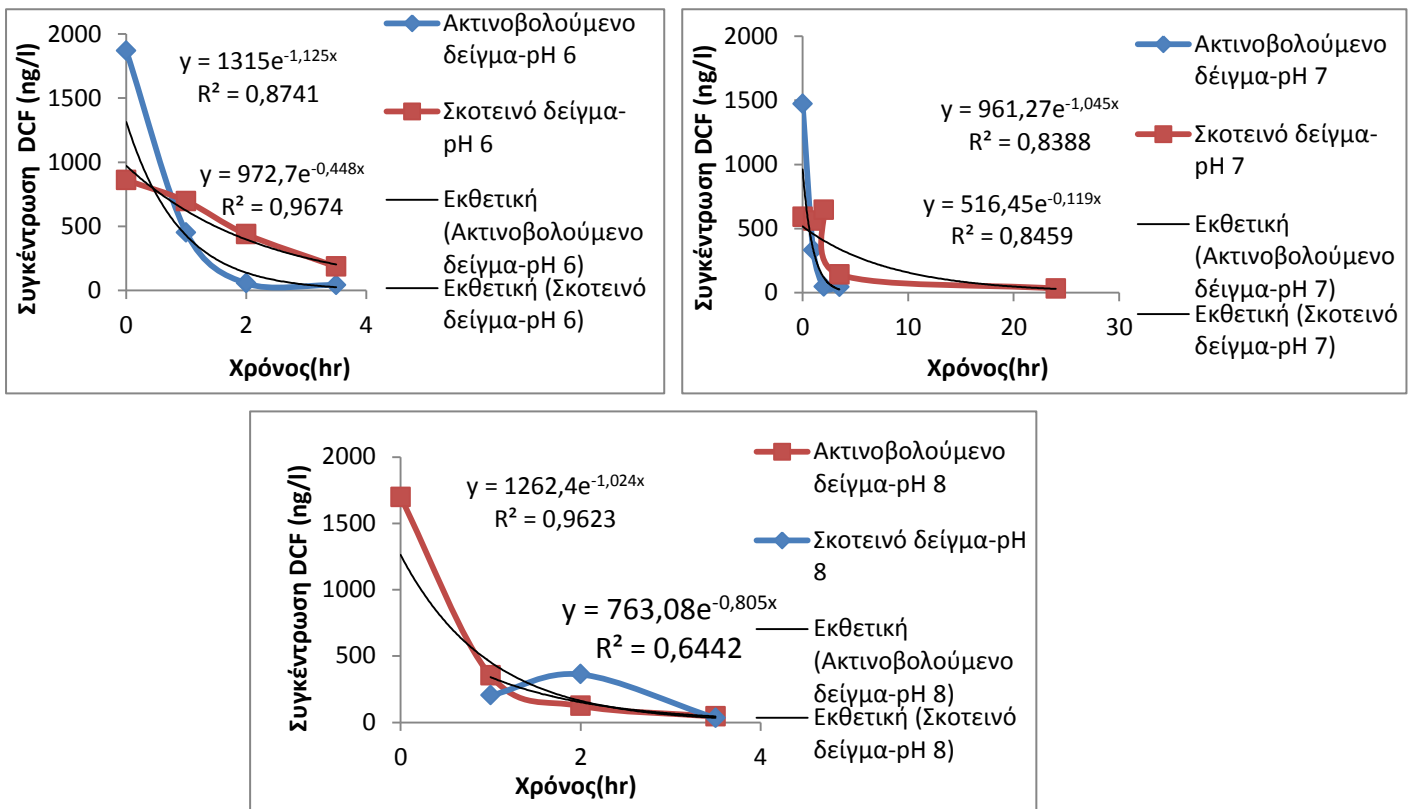 Συγκέντρωση DCF (ng/l)
2000
1500
1000
500
0
0
2
4
Χρόνος(hr)
y = 1315e-1,125x
R² = 0,8741
y = 972,7e-0,448x
R² = 0,9674
Ακτινοβολούμενο
δείγμα-pH 6
Σκοτεινό δείγμα-
pH 6
Εκθετική
(Ακτινοβολούμενο
δείγμα-pH 6)
Εκθετική (Σκοτεινό
δείγμα-pH 6)
Συγκέντρωση DCF (ng/l)
2000
1500
1000
500
0
0
10
20
30
Χρόνος(hr)
y = 961,27e-1,045x
R² = 0,8388
y = 516,45e-0,119x
R² = 0,8459
Ακτινοβολούμενο
δέιγμα-pH 7
Σκοτεινό δείγμα-
pH 7
Εκθετική
(Ακτινοβολούμενο
δέιγμα-pH 7)
Εκθετική (Σκοτεινό
δείγμα-pH 7)
Συγκέντρωση DCF (ng/l)
2000
1500
1000
500
0
0
2
4
Χρόνος(hr)
y = 1262,4e-1,024x
R² = 0,9623
y = 763,08e-0,805x
R² = 0,6442
Ακτινοβολούμενο
δείγμα-pH 8
Σκοτεινό δείγμα-pH
8
Εκθετική
(Ακτινοβολούμενο
δείγμα-pH 8)
Εκθετική (Σκοτεινό
δείγμα-pH 8)